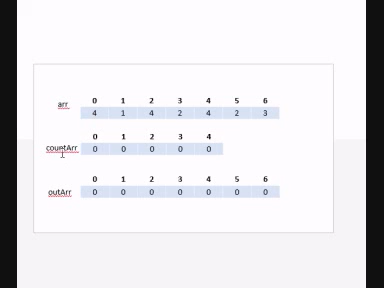 0 1 2 3 4 5 6
arr 4 1 4 2 4 2 3
0 1 2 3 4
countArr 0 0 0 0 0
0 1 2 3 4 5 6
outArr 0 0 0 0 0 0 0